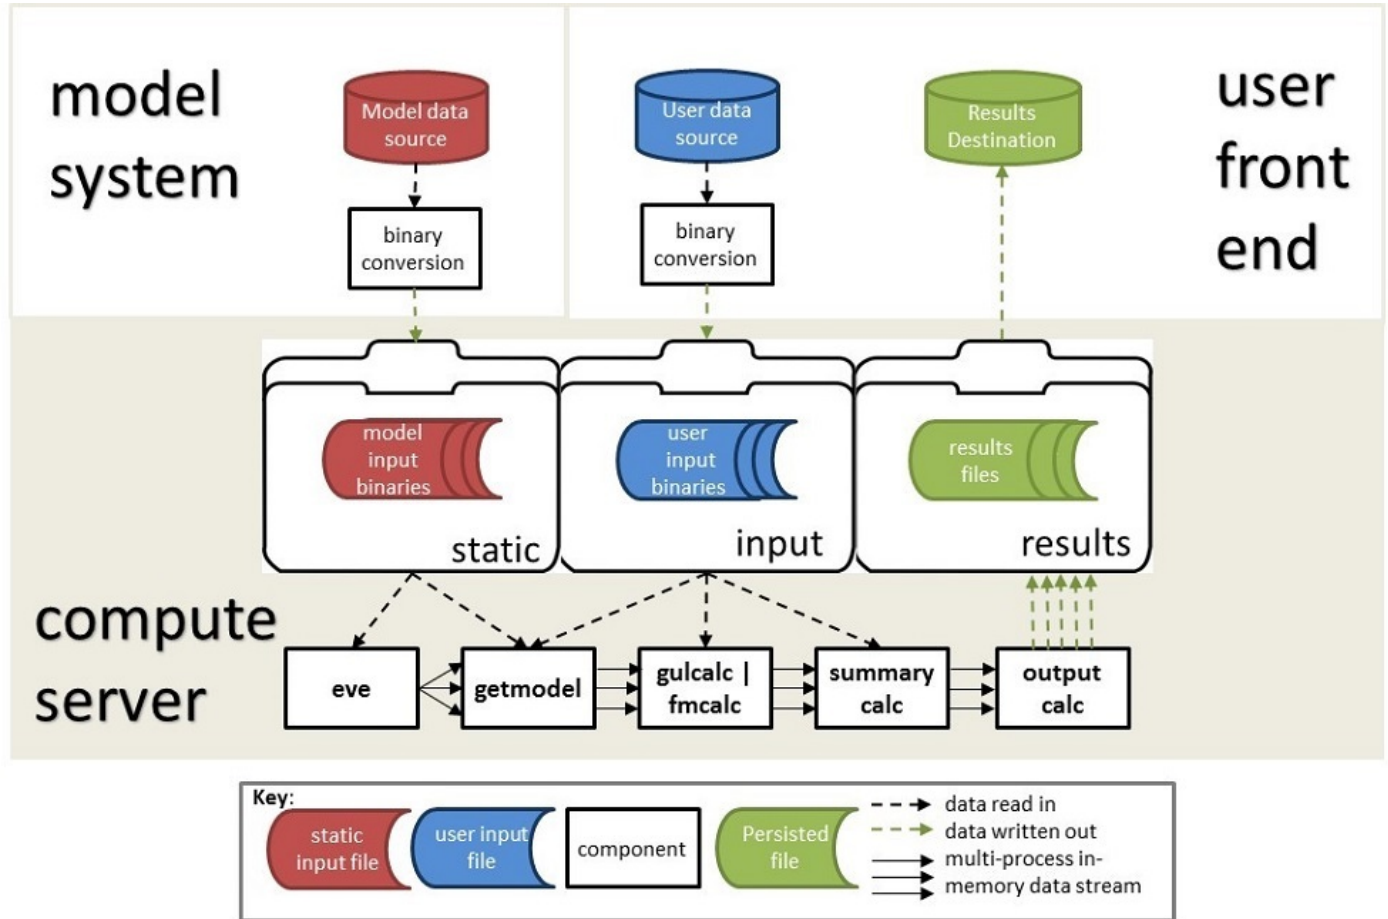 model
system
Model data
source
binary
conversion
User data
source
binary
conversion
Results
Destination
user
front
end
model
input
binaries
static
user
input
binaries
input
results
files
results
compute
server
eve
getmodel
gulcalc |
fmcalc
summary
calc
output
calc
Key:
static
input file
user input
file
component
Persisted
file
data read in
data written out
multi-process in-
memory data stream